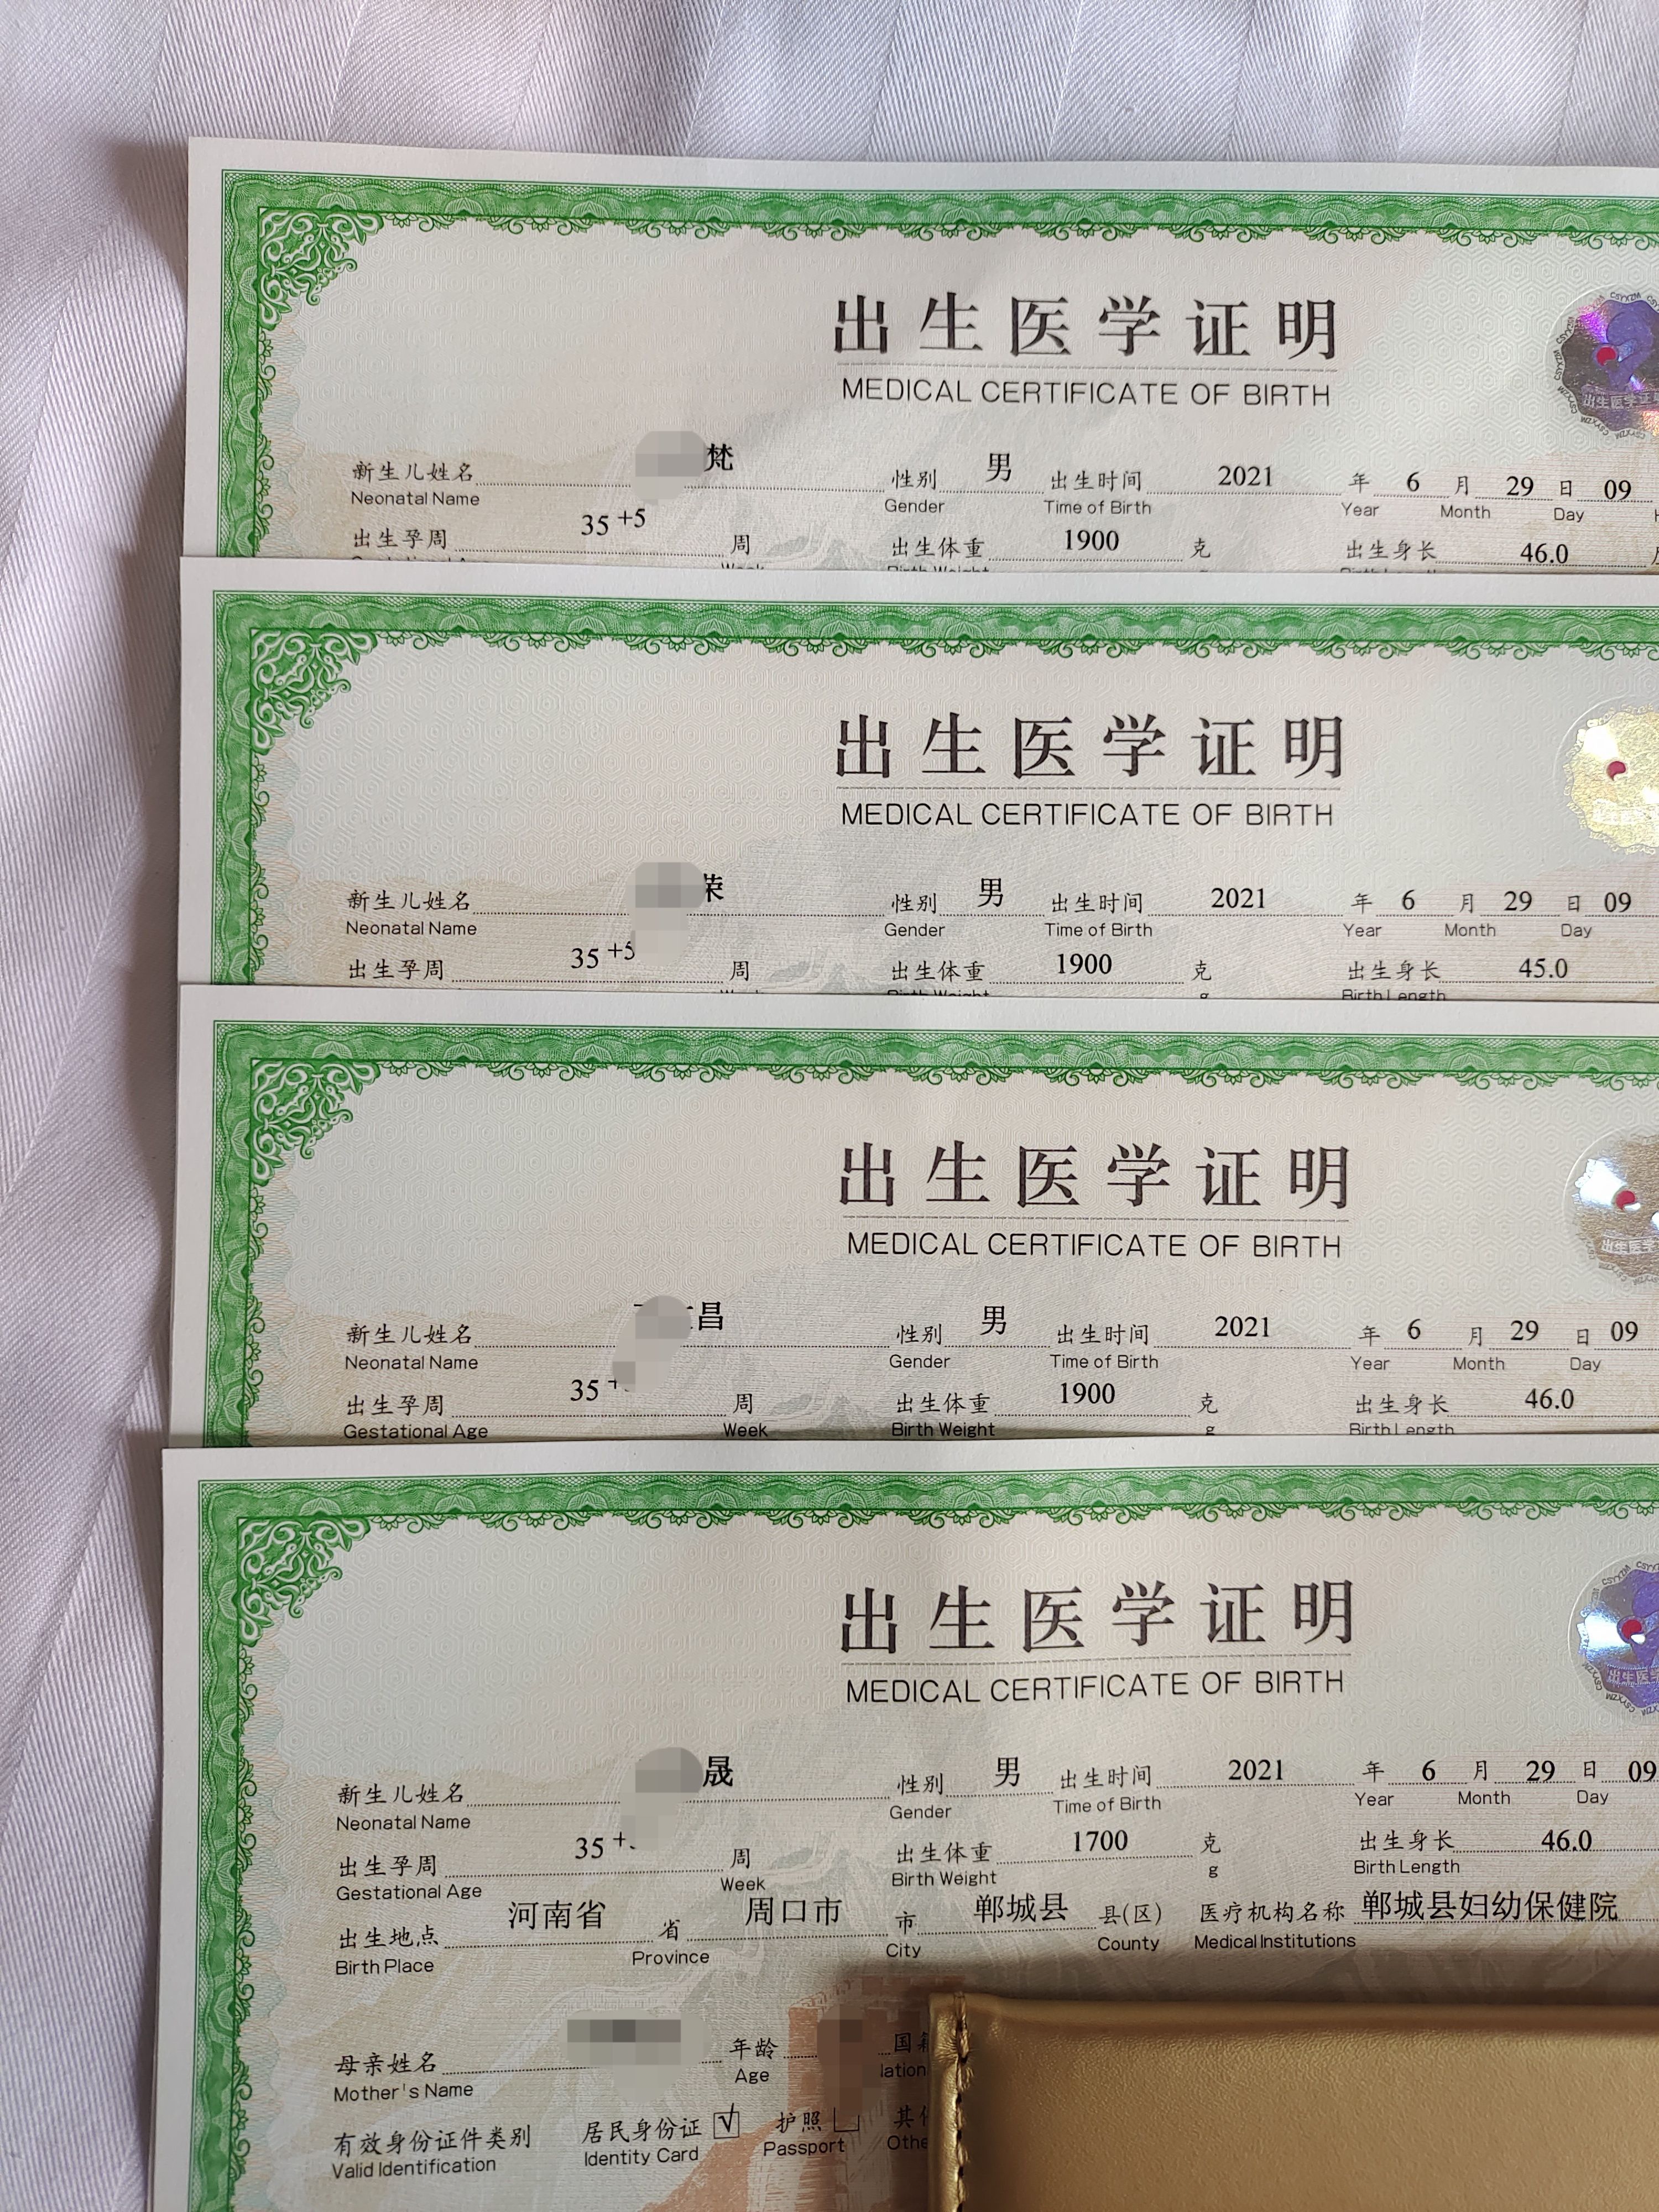 出生医学证明
MEDICAL CERTIFICATE OF BIRTH
新生儿姓名 梵 性别 男 出生时间 2021 年 6 月 29 日 09
Neonatal Name Gender Time of Birth Year Month Day
出生孕周 35 +5 周 出生体重 1900 克 出生身长 46.0
出生医学证明
MEDICAL CERTIFICATE OF BIRTH
新生儿姓名 荣 性别 男 出生时间 2021 年 6 月 29 日 09
Neonatal Name Gender Time of Birth Year Month Day
出生孕周 35 +5 周 出生体重 1900 克 出生身长 45.0
Birth Weight Birth Length
出生医学证明
MEDICAL CERTIFICATE OF BIRTH
新生儿姓名 昌 性别 男 出生时间 2021 年 6 月 29 日 09
Neonatal Name Gender Time of Birth Year Month Day
出生孕周 35 + 周 出生体重 1900 克 出生身长 46.0
Gestational Age Week Birth Weight g Birth Length
出生医学证明
MEDICAL CERTIFICATE OF BIRTH
新生儿姓名 晟 性别 男 出生时间 2021 年 6 月 29 日 09
Neonatal Name Gender Time of Birth Year Month Day
出生孕周 35 + 周 出生体重 1700 克 出生身长 46.0
Gestational Age Week Birth Weight g Birth Length
出生地点 河南省 省 周口市 市 郸城县 县(区) 医疗机构名称 郸城县妇幼保健院
Birth Place Province City County Medical Institutions
母亲姓名 年龄 国
Mother's Name Age
有效身份证件类别 居民身份证 √ 护照
Valid Identification Identity Card Passport